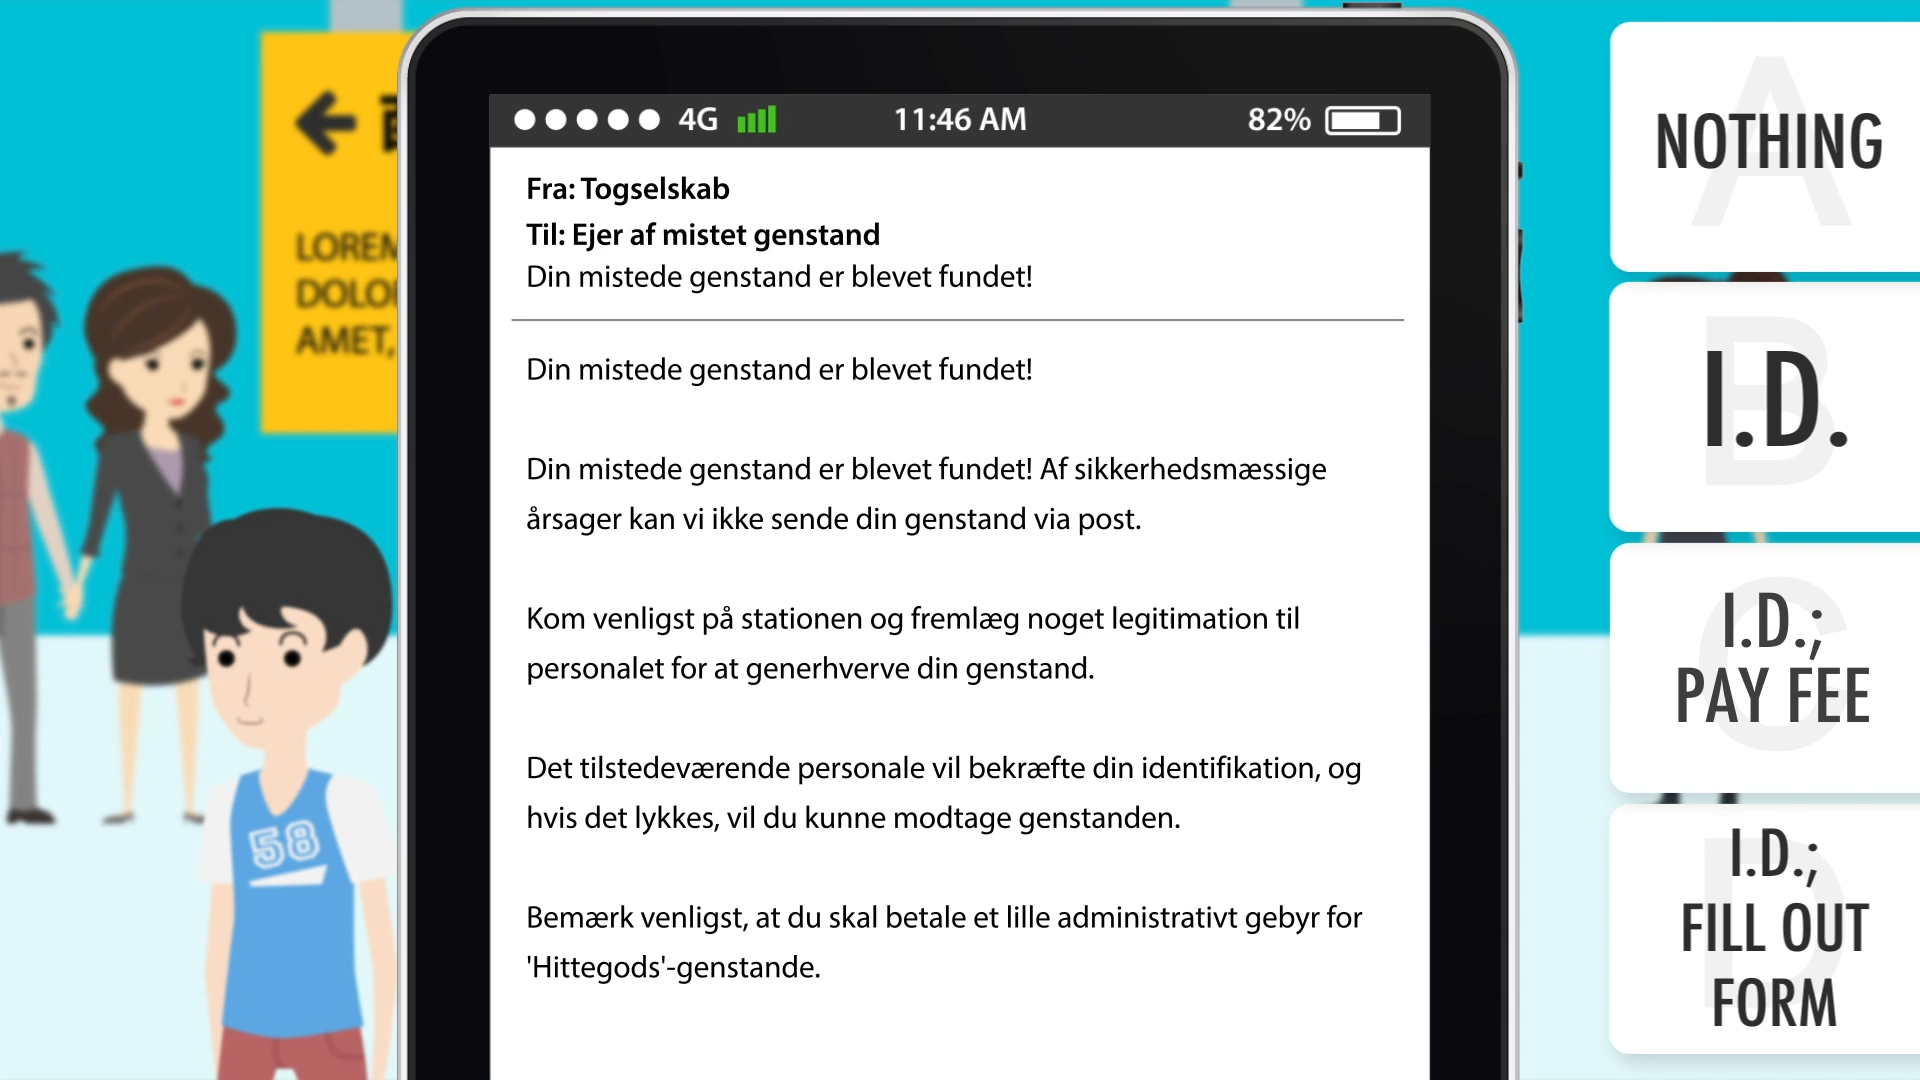 LOREM
DOLO
AMET,
4G
11:46 AM
82%
Fra: Togselskab
Til: Ejer af mistet genstand
Din mistede genstand er blevet fundet!
Din mistede genstand er blevet fundet!
Din mistede genstand er blevet fundet! Af sikkerhedsmæssige
årsager kan vi ikke sende din genstand via post.
Kom venligst på stationen og fremlæg noget legitimation til
personalet for at generhverve din genstand.
Det tilstedeværende personale vil bekræfte din identifikation, og
hvis det lykkes, vil du kunne modtage genstanden.
Bemærk venligst, at du skal betale et lille administrativt gebyr for
'Hittegods'-genstande.
58
A
NOTHING
B
I.D.
C
I.D.;
PAY FEE
D
I.D.;
FILL OUT
FORM